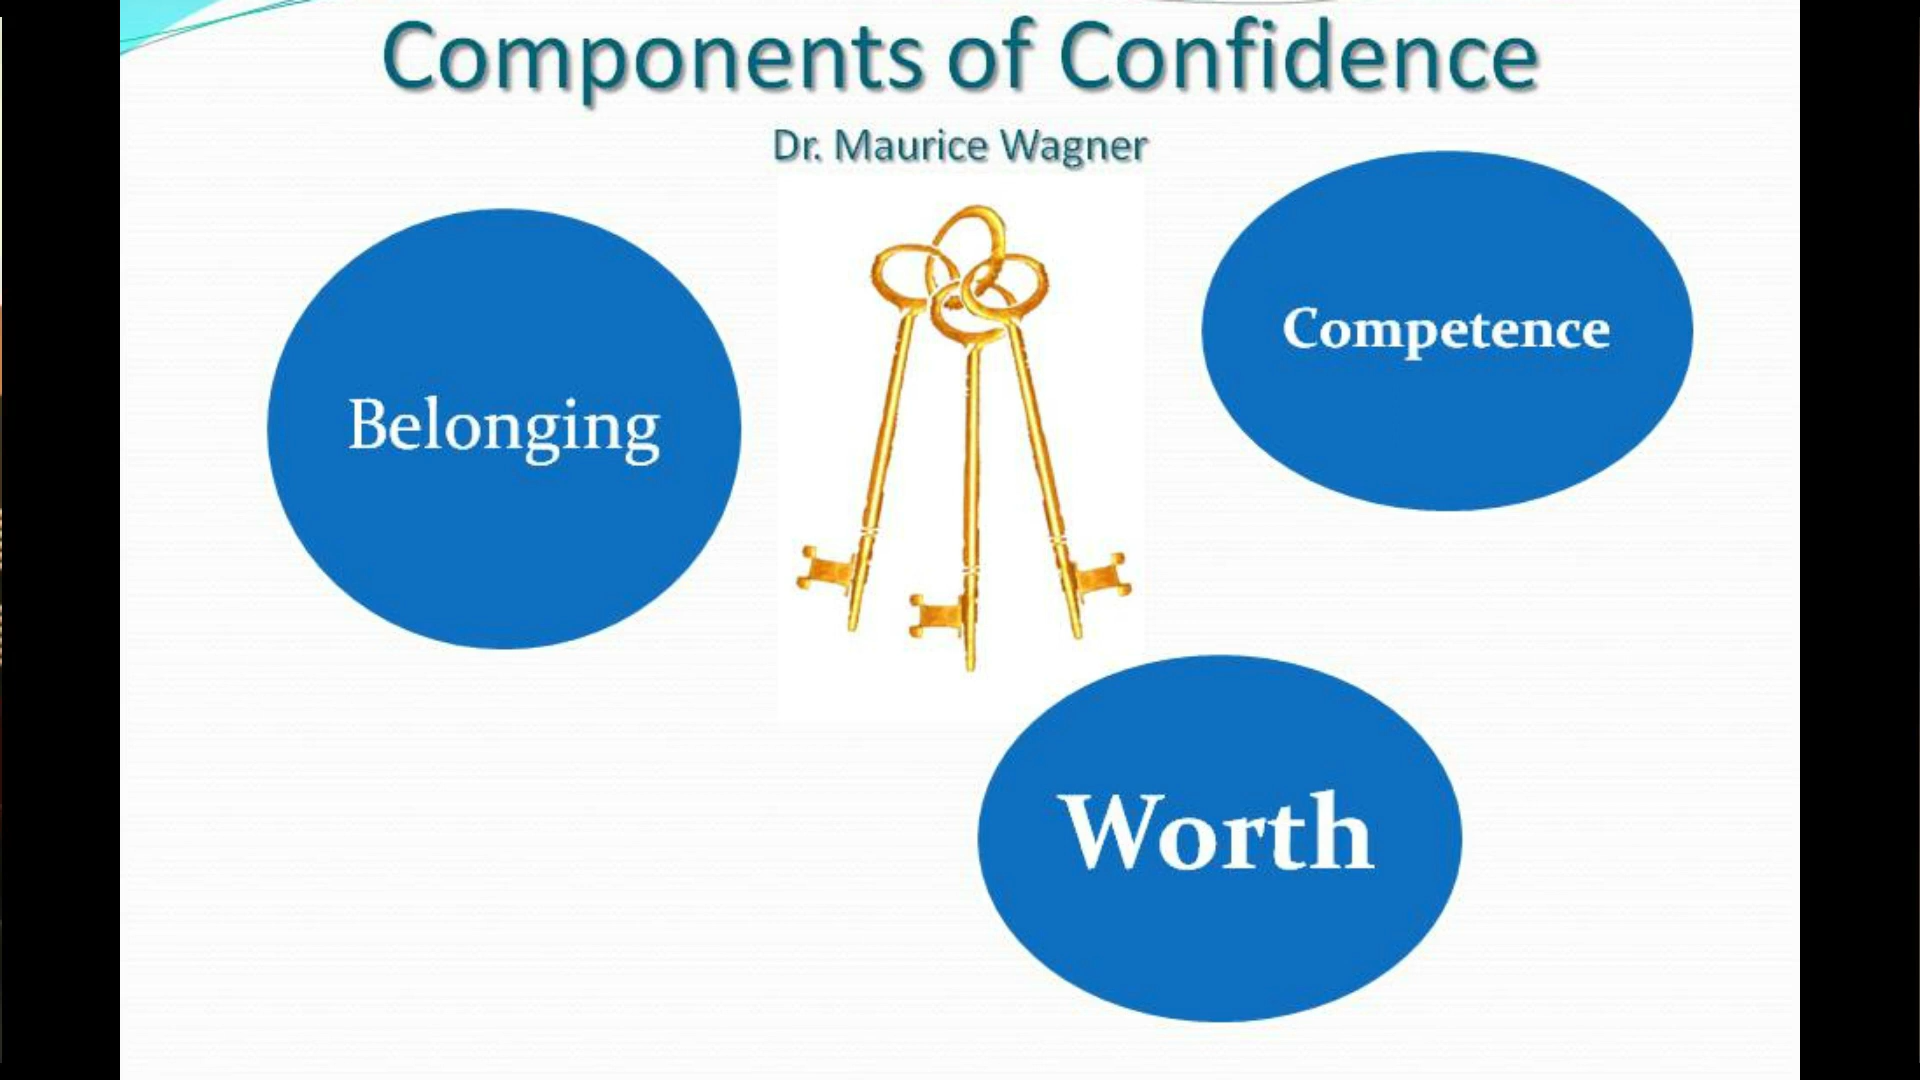 Components of Confidence
Dr. Maurice Wagner
Belonging
Competence
Worth